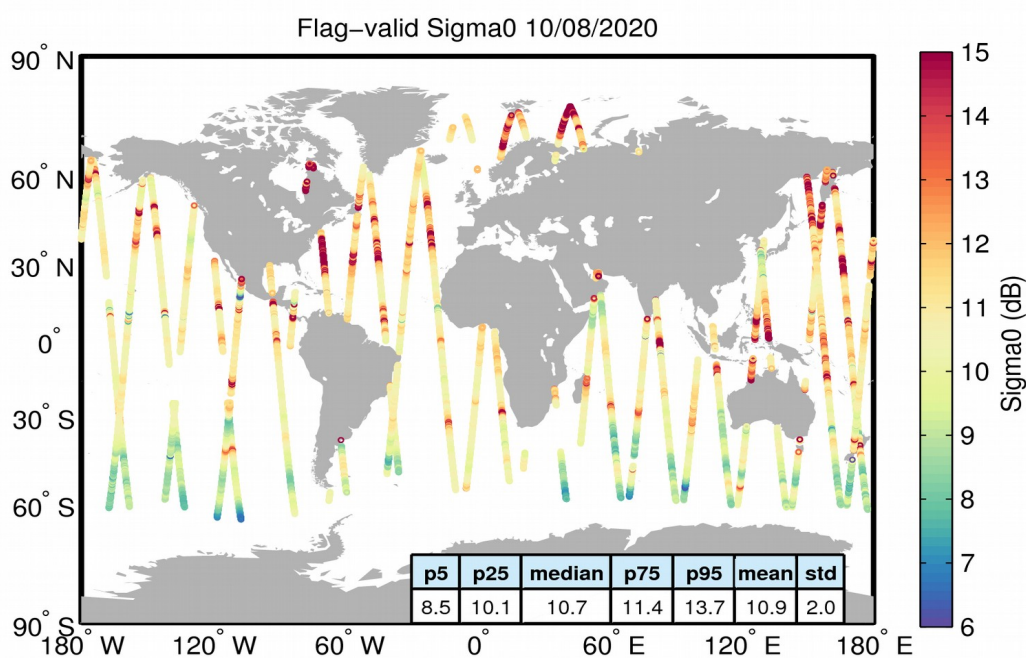 Flag−valid Sigma0 10/08/2020
90° N
60° N
30° N
0°
30° S
60° S
90° S
180° W
120° W
60° W
0°
60° E
120° E
180° E
p5 p25 median p75 p95 mean std
8.5 10.1 10.7 11.4 13.7 10.9 2.0
15
14
13
12
11
10
9
8
7
6
Sigma0 (dB)